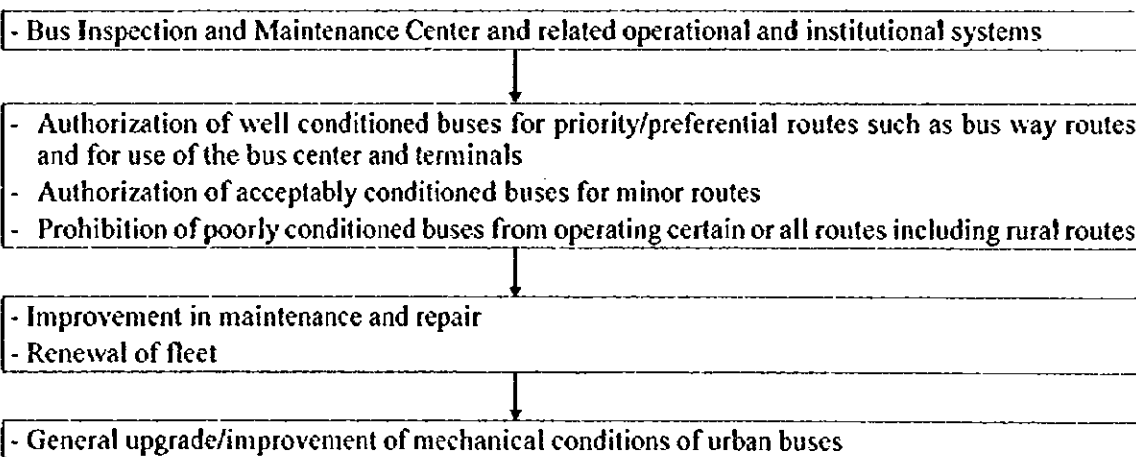 - Bus Inspection and Maintenance Center and related operational and institutional systems
- Authorization of well conditioned buses for priority/preferential routes such as bus way routes
and for use of the bus center and terminals
- Authorization of acceptably conditioned buses for minor routes
- Prohibition of poorly conditioned buses from operating certain or all routes including rural routes
- Improvement in maintenance and repair
- Renewal of fleet
- General upgrade/improvement of mechanical conditions of urban buses